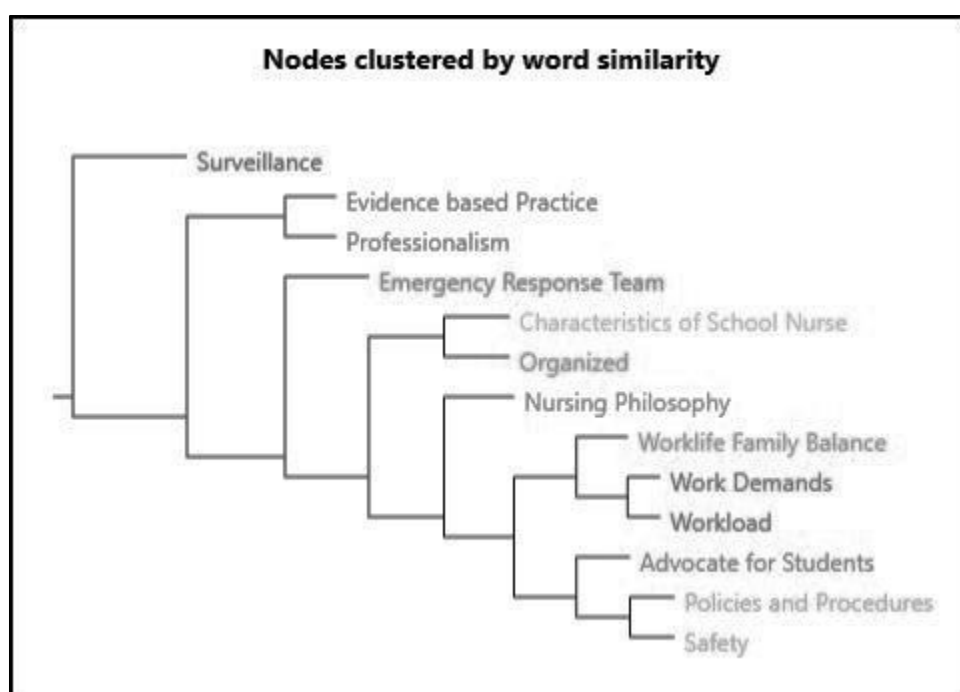 Nodes clustered by word similarity
Surveillance
Evidence based Practice
Professionalism
Emergency Response Team
Characteristics of School Nurse
Organized
Nursing Philosophy
Worklife Family Balance
Work Demands
Workload
Advocate for Students
Policies and Procedures
Safety